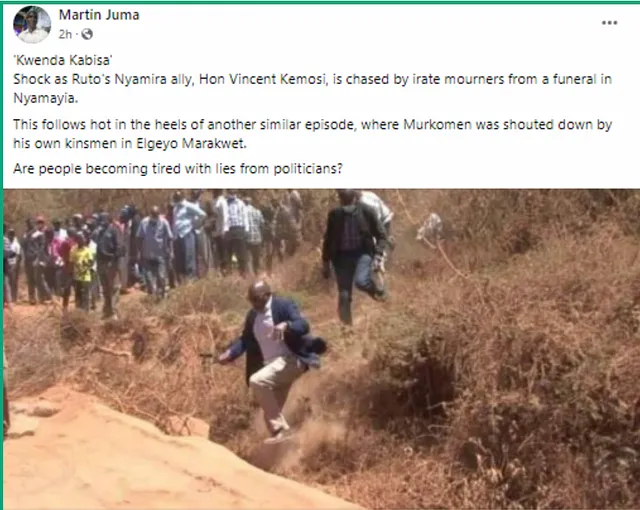 Martin Juma
2h ·
'Kwenda Kabisa'
Shock as Ruto's Nyamira ally, Hon Vincent Kemosi, is chased by irate mourners from a funeral in
Nyamayia.
This follows hot in the heels of another similar episode, where Murkomen was shouted down by
his own kinsmen in Elgeyo Marakwet.
Are people becoming tired with lies from politicians?